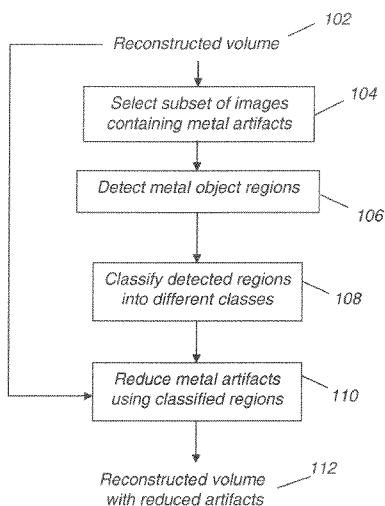 102
Reconstructed volume
104
Select subset of images
containing metal artifacts
Detect metal object regions
106
Classify detected regions
into different classes
108
Reduce metal artifacts
using classified regions
110
112
Reconstructed volume
with reduced artifacts